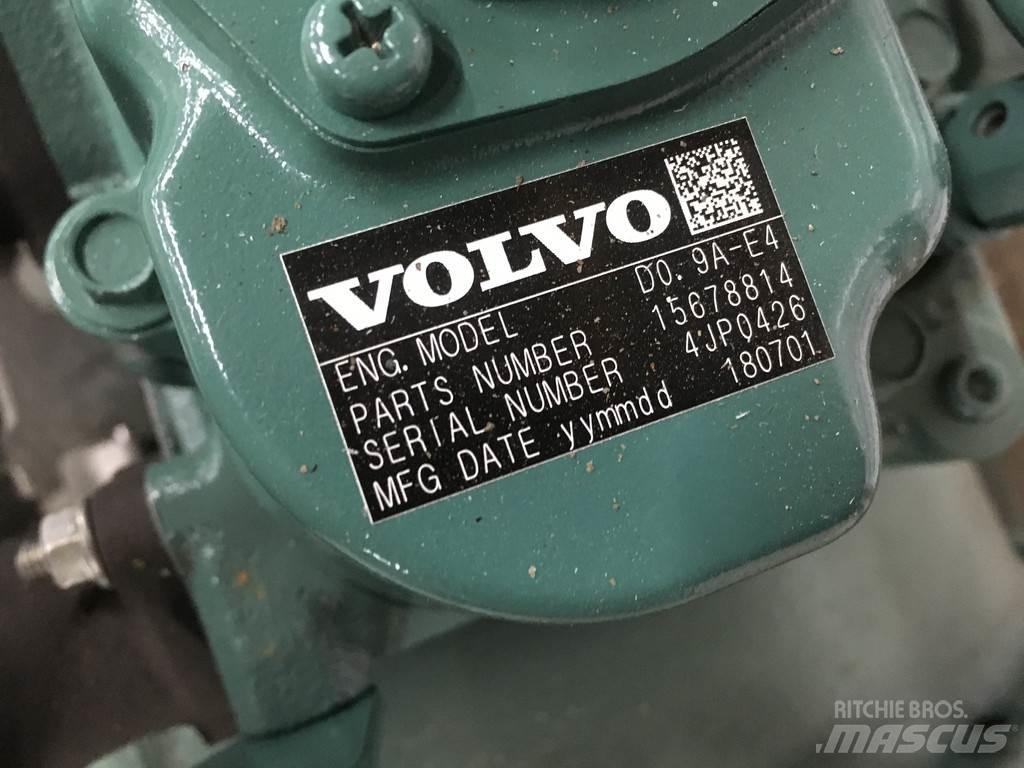 VOLVO
ENG. MODEL D0.9A-E4
PARTS NUMBER 15678814
SERIAL NUMBER 4JP0426
MFG DATE yymmdd 180701
RITCHIE BROS.
MASCUS